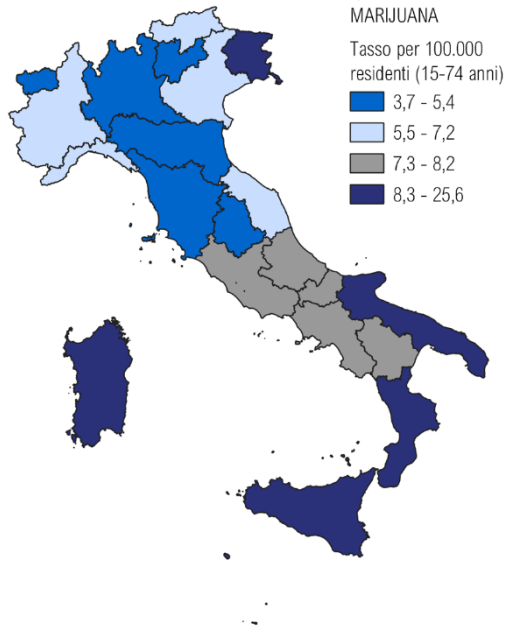 MARIJUANA
Tasso per 100.000
residenti (15-74 anni)
3,7 - 5,4
5,5 - 7,2
7,3 - 8,2
8,3 - 25,6